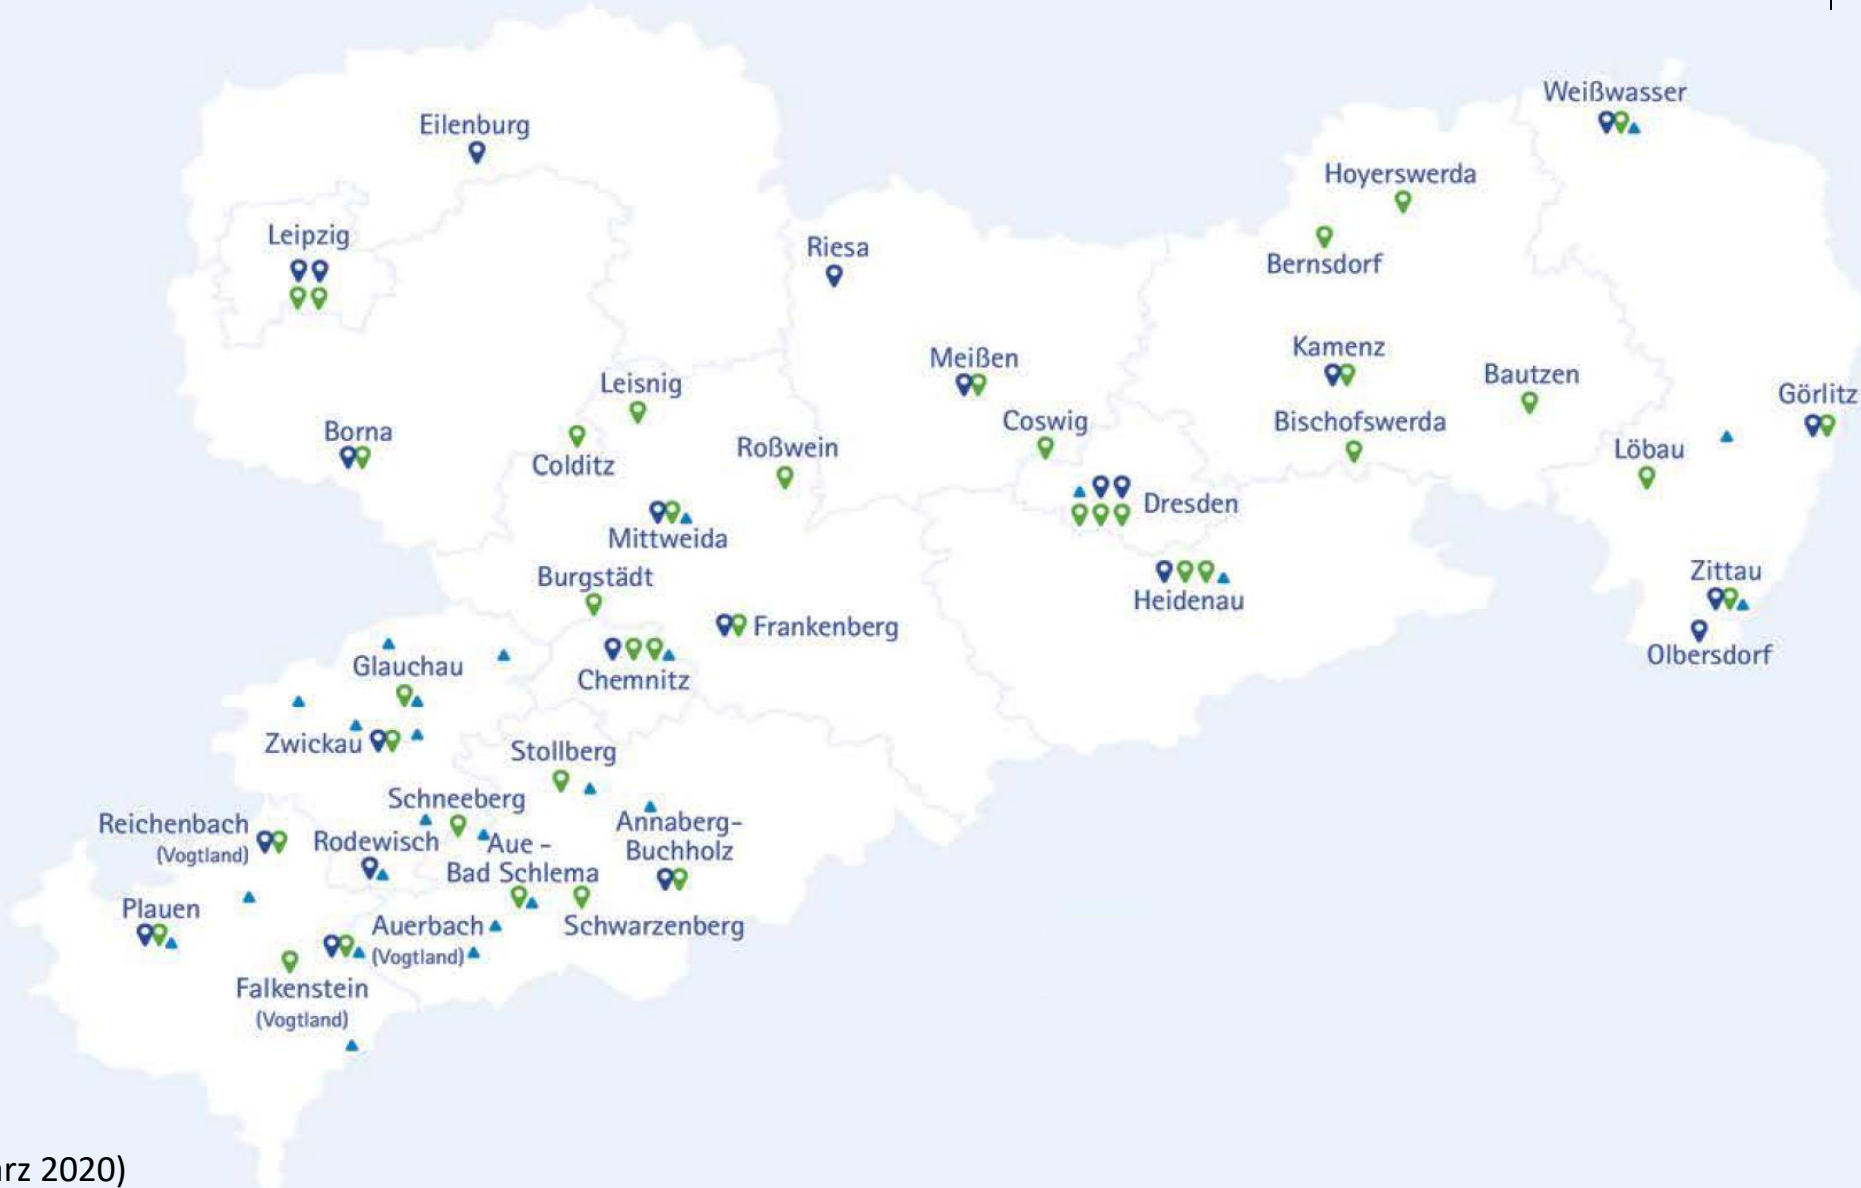 Weißwasser
Eilenburg
Hoyerswerda
Leipzig
Riesa
Bernsdorf
Meißen
Kamenz
Bautzen
Leisnig
Görlitz
Coswig
Bischofswerda
Borna
Roßwein
Löbau
Colditz
Dresden
Mittweida
Zittau
Burgstädt
Heidenau
Frankenberg
Olbersdorf
Glauchau
Chemnitz
Zwickau
Stollberg
Schneeberg
Annaberg-
Buchholz
Reichenbach
(Vogtland)
Rodewisch
Aue -
Bad Schlema
Plauen
Auerbach
(Vogtland)
Schwarzenberg
Falkenstein
(Vogtland)
rz 2020)